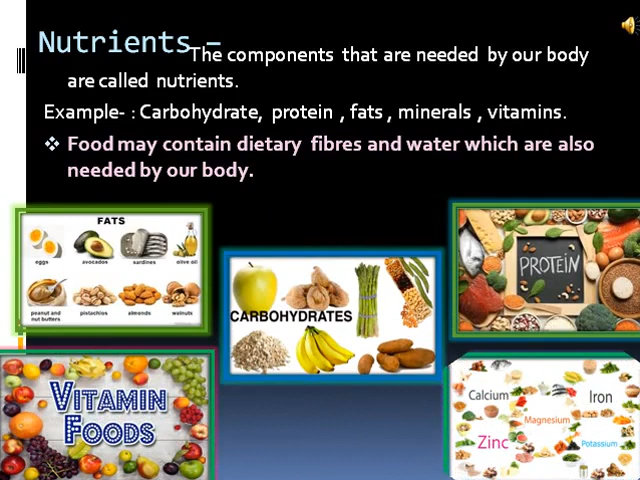 Nutrients –
The components that are needed by our body
are called nutrients.
Example- : Carbohydrate, protein , fats , minerals , vitamins.
Food may contain dietary fibres and water which are also
needed by our body.
FATS
eggs avocados sardines olive oil
peanut and
nut butters pistachios almonds walnuts
CARBOHYDRATES
PROTEIN
VITAMIN
FOODS
Calcium Iron
Magnesium
Zinc Potassium